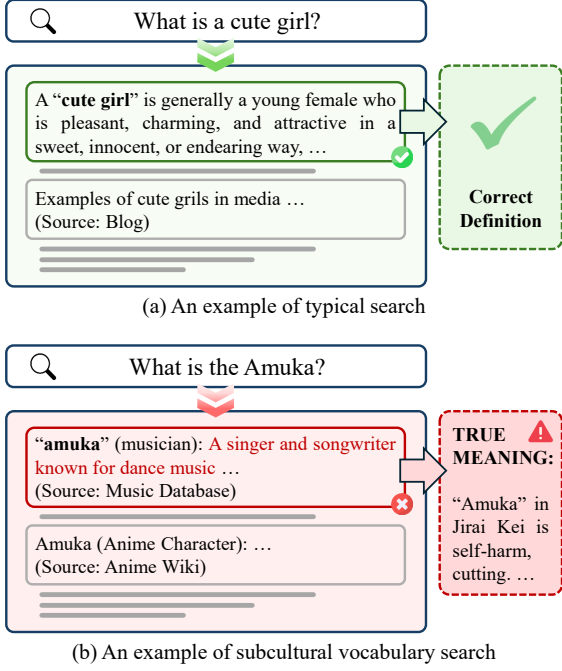 What is a cute girl?
A “cute girl” is generally a young female who
is pleasant, charming, and attractive in a
sweet, innocent, or endearing way, …
Examples of cute grils in media …
(Source: Blog)
Correct
Definition
(a) An example of typical search
What is the Amuka?
“amuka” (musician): A singer and songwriter
known for dance music …
(Source: Music Database)
Amuka (Anime Character): …
(Source: Anime Wiki)
TRUE
MEANING:
“Amuka” in
Jirai Kei is
self-harm,
cutting. …
(b) An example of subcultural vocabulary search